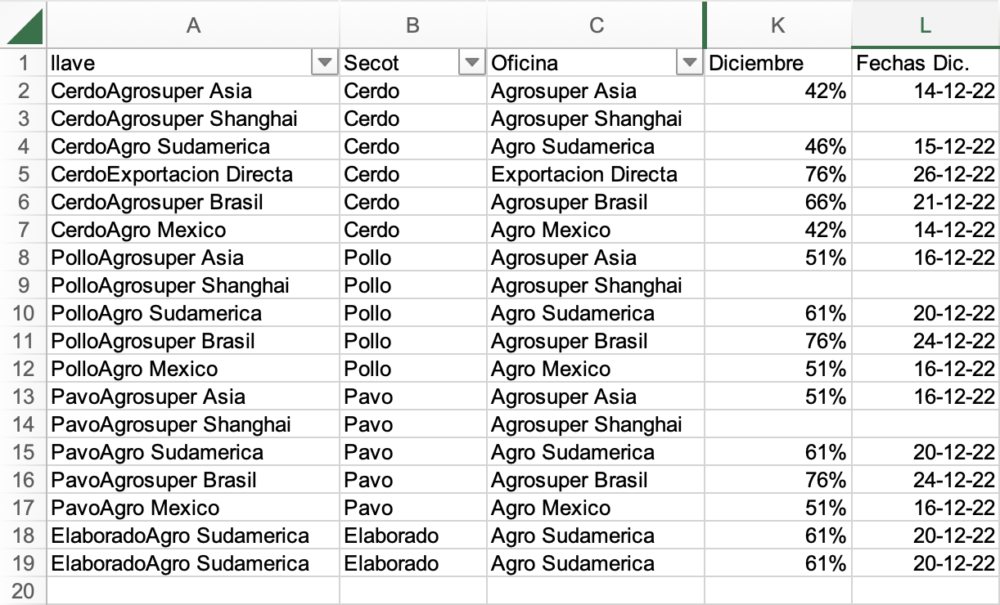 A B C K L
1 llave Secot Oficina Diciembre Fechas Dic.
2 CerdoAgrosuper Asia Cerdo Agrosuper Asia 42% 14-12-22
3 CerdoAgrosuper Shanghai Cerdo Agrosuper Shanghai
4 CerdoAgro Sudamerica Cerdo Agro Sudamerica 46% 15-12-22
5 CerdoExportacion Directa Cerdo Exportacion Directa 76% 26-12-22
6 CerdoAgrosuper Brasil Cerdo Agrosuper Brasil 66% 21-12-22
7 CerdoAgro Mexico Cerdo Agro Mexico 42% 14-12-22
8 PolloAgrosuper Asia Pollo Agrosuper Asia 51% 16-12-22
9 PolloAgrosuper Shanghai Pollo Agrosuper Shanghai
10 PolloAgro Sudamerica Pollo Agro Sudamerica 61% 20-12-22
11 PolloAgrosuper Brasil Pollo Agrosuper Brasil 76% 24-12-22
12 PolloAgro Mexico Pollo Agro Mexico 51% 16-12-22
13 PavoAgrosuper Asia Pavo Agrosuper Asia 51% 16-12-22
14 PavoAgrosuper Shanghai Pavo Agrosuper Shanghai
15 PavoAgro Sudamerica Pavo Agro Sudamerica 61% 20-12-22
16 PavoAgrosuper Brasil Pavo Agrosuper Brasil 76% 24-12-22
17 PavoAgro Mexico Pavo Agro Mexico 51% 16-12-22
18 ElaboradoAgro Sudamerica Elaborado Agro Sudamerica 61% 20-12-22
19 ElaboradoAgro Sudamerica Elaborado Agro Sudamerica 61% 20-12-22
20